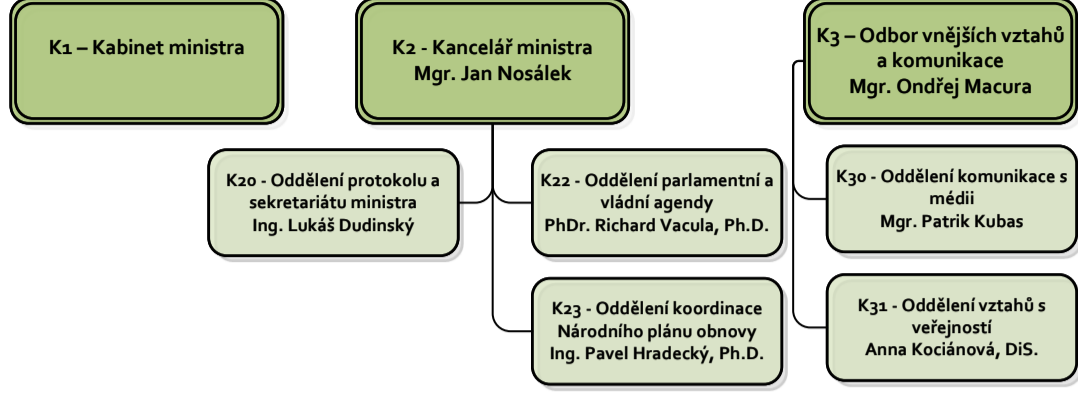 K1 – Kabinet ministra
K2 - Kancelář ministra
Mgr. Jan Nosálek
K3 – Odbor vnějších vztahů
a komunikace
Mgr. Ondřej Macura
K20 - Oddělení protokolu a
sekretariátu ministra
Ing. Lukáš Dudinský
K22 - Oddělení parlamentní a
vládní agendy
PhDr. Richard Vacula, Ph.D.
K30 - Oddělení komunikace s
médii
Mgr. Patrik Kubas
K23 - Oddělení koordinace
Národního plánu obnovy
Ing. Pavel Hradecký, Ph.D.
K31 - Oddělení vztahů s
veřejností
Anna Kociánová, DiS.